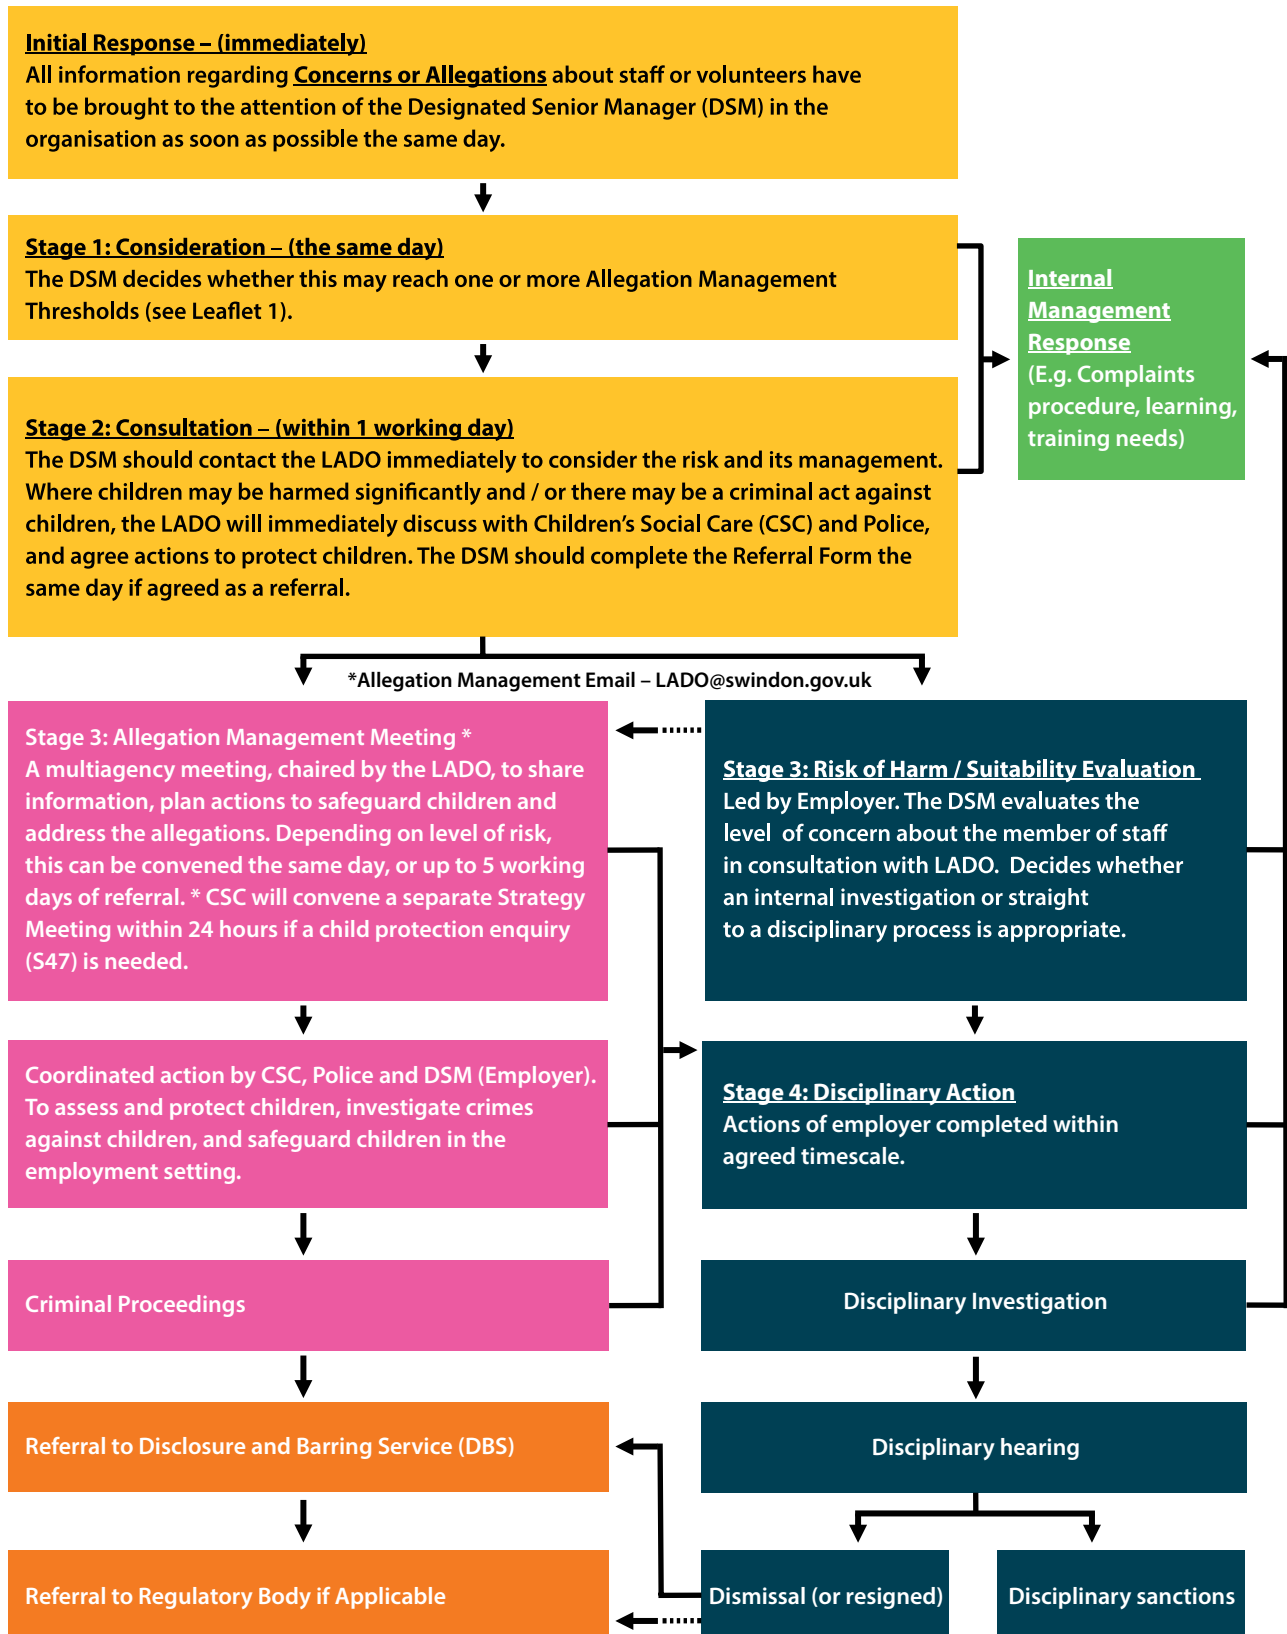 Initial Response – (immediately)
All information regarding Concerns or Allegations about staff or volunteers have
to be brought to the attention of the Designated Senior Manager (DSM) in the
organisation as soon as possible the same day.
Stage 1: Consideration – (the same day)
The DSM decides whether this may reach one or more Allegation Management
Thresholds (see Leaflet 1).
Internal
Management
Response
(E.g. Complaints
procedure, learning,
training needs)
Stage 2: Consultation – (within 1 working day)
The DSM should contact the LADO immediately to consider the risk and its management.
Where children may be harmed significantly and / or there may be a criminal act against
children, the LADO will immediately discuss with Children's Social Care (CSC) and Police,
and agree actions to protect children. The DSM should complete the Referral Form the
same day if agreed as a referral.
*Allegation Management Email – LADO@swindon.gov.uk
Stage 3: Allegation Management Meeting *
A multiagency meeting, chaired by the LADO, to share
information, plan actions to safeguard children and
address the allegations. Depending on level of risk,
this can be convened the same day, or up to 5 working
days of referral. * CSC will convene a separate Strategy
Meeting within 24 hours if a child protection enquiry
(S47) is needed.
Stage 3: Risk of Harm / Suitability Evaluation
Led by Employer. The DSM evaluates the
level of concern about the member of staff
in consultation with LADO. Decides whether
an internal investigation or straight
to a disciplinary process is appropriate.
Coordinated action by CSC, Police and DSM (Employer).
To assess and protect children, investigate crimes
against children, and safeguard children in the
employment setting.
Stage 4: Disciplinary Action
Actions of employer completed within
agreed timescale.
Criminal Proceedings
Disciplinary Investigation
Referral to Disclosure and Barring Service (DBS)
Disciplinary hearing
Referral to Regulatory Body if Applicable
Dismissal (or resigned)
Disciplinary sanctions